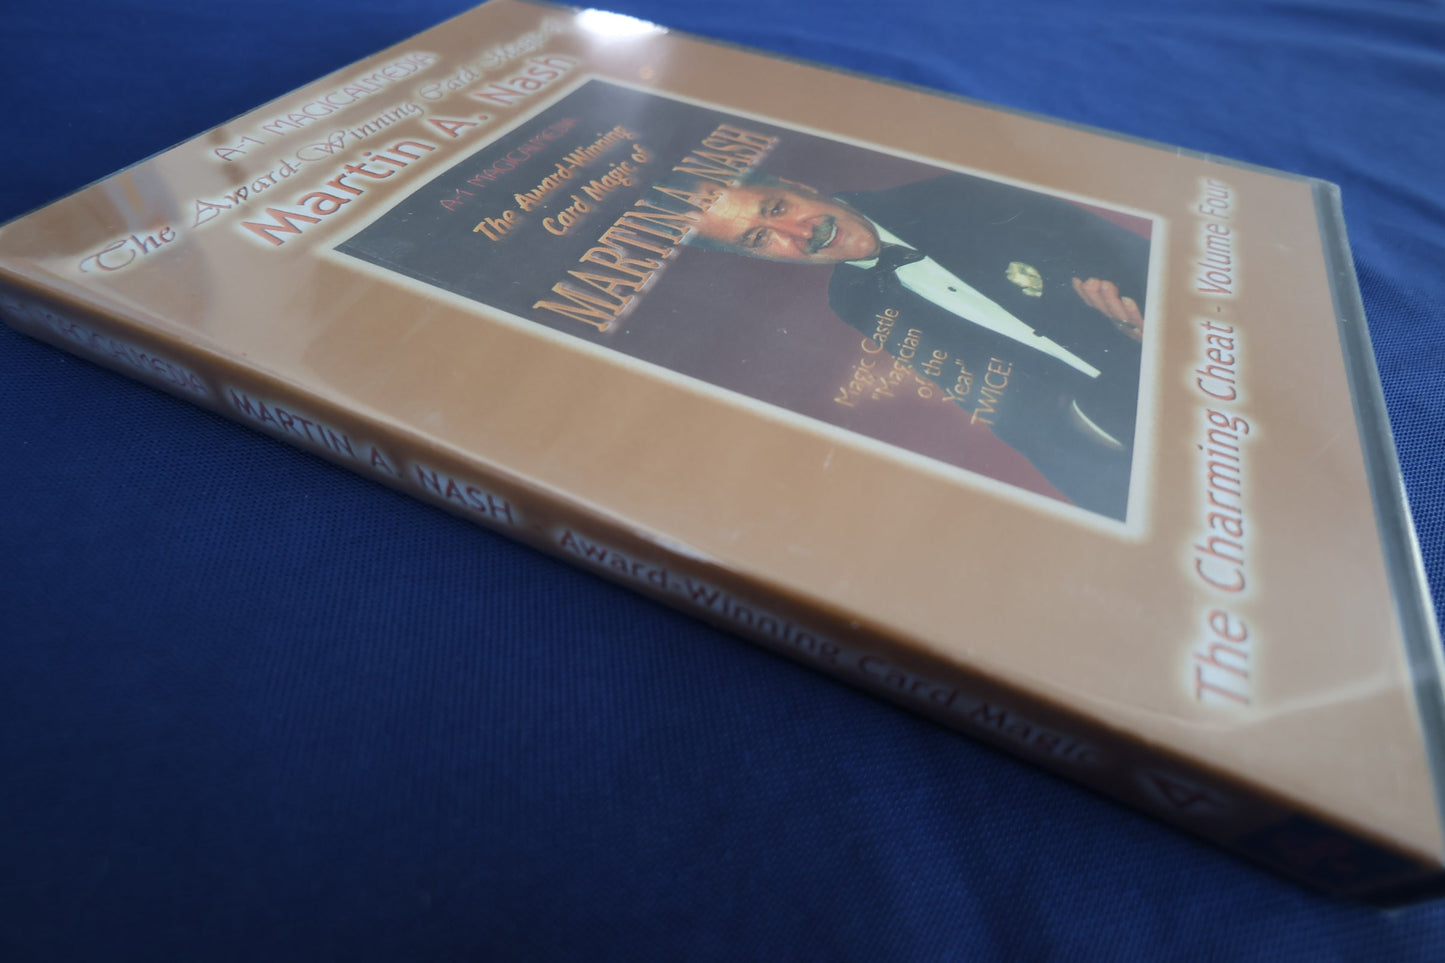 A-1 MAGICALMEDIA
The Award-Winning Card Magic of
Martin A. Nash
A-1 MAGICALMEDIA
The Award-Winning
Card Magic of
MARTIN A. NASH
Magic Castle
"Magician
of the
Year"
TWICE!
The Charming Cheat - Volume Four
MAGICALMEDIA MARTIN A. NASH - Award-Winning Card Magic 4